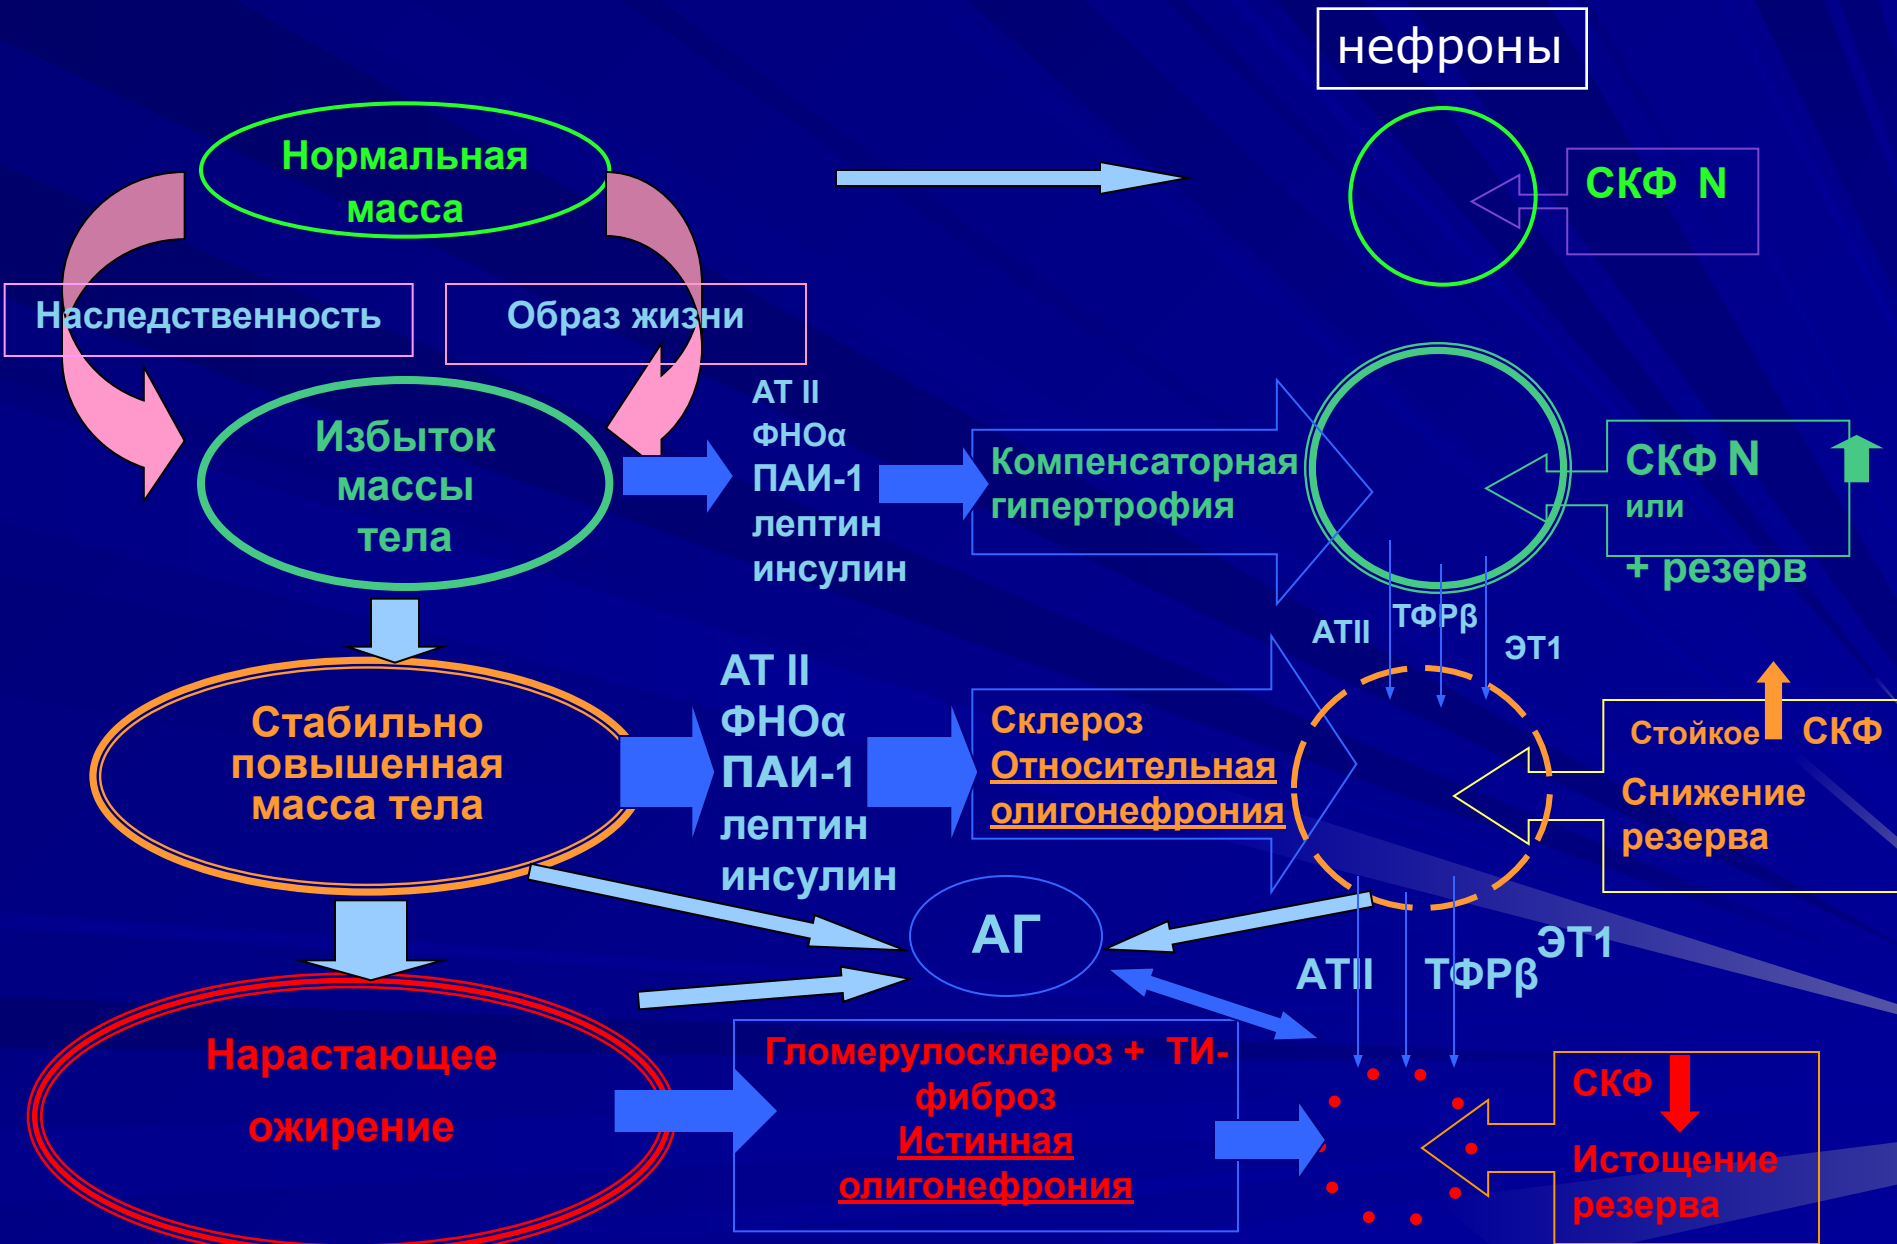 нефроны
Нормальная
масса
СКФ N
Наследственность
Образ жизни
Избыток
массы
тела
АТ II
ФНОα
ПАИ-1
лептин
инсулин
Компенсаторная
гипертрофия
СКФ N
или
+ резерв
АТII
ТФРβ
ЭТ1
Стабильно
повышенная
масса тела
АТ II
ФНОα
ПАИ-1
лептин
инсулин
Склероз
Относительная
олигонефрония
Стойкое СКФ
Снижение
резерва
АГ
АТII
ТФРβ
ЭТ1
Нарастающее
ожирение
Гломерулосклероз + ТИ-
фиброз
Истинная
олигонефрония
СКФ
Истощение
резерва